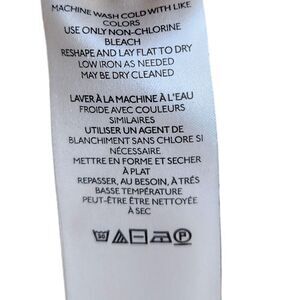 MACHINE WASH COLD WITH LIKE
COLORS
USE ONLY NON-CHLORINE
BLEACH
RESHAPE AND LAY FLAT TO DRY
LOW IRON AS NEEDED
MAY BE DRY CLEANED
LAVER À LA MACHINE À L'EAU
FROIDE AVEC COULEURS
SIMILAIRES
UTILISER UN AGENT DE
BLANCHIMENT SANS CHLORE SI
NÉCESSAIRE
METTRE EN FORME ET SECHER
À PLAT
REPASSER, AU BESOIN, À TRÉS
BASSE TEMPÉRATURE
PEUT-ÊTRE ÊTRE NETTOYÉE
À SEC
30 P